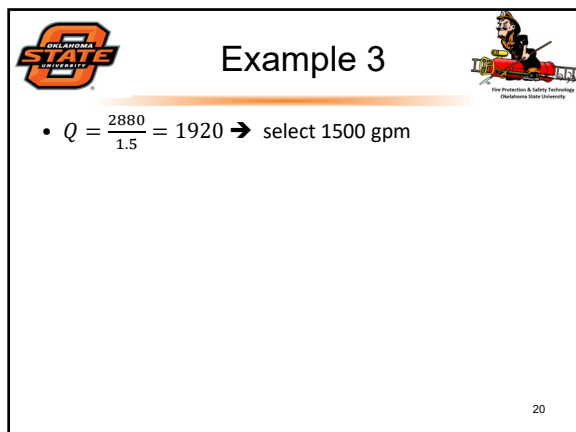 OKLAHOMA
STATE
UNIVERSITY
Example 3
Fire Protection & Safety Technology
Okelahoma State University
• Q = 2880/1.5 = 1920 ➔ select 1500 gpm
20